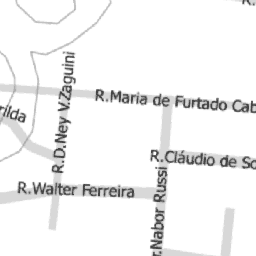 R.
R.D.Ney V.Zaguini
R.Maria de Furtado Cab
rilda
R.Cláudio de So
R.Walter Ferreira
r.Nabor Russi